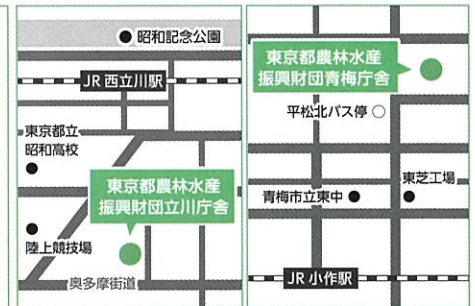 昭和記念公園
JR 西立川駅
東京都立
昭和高校
東京都農林水産
振興財団立川庁舎
陸上競技場
奥多摩街道
東京都農林水産
振興財団青梅庁舎
平松北バス停
東芝工場
青梅市立東中
JR 小作駅